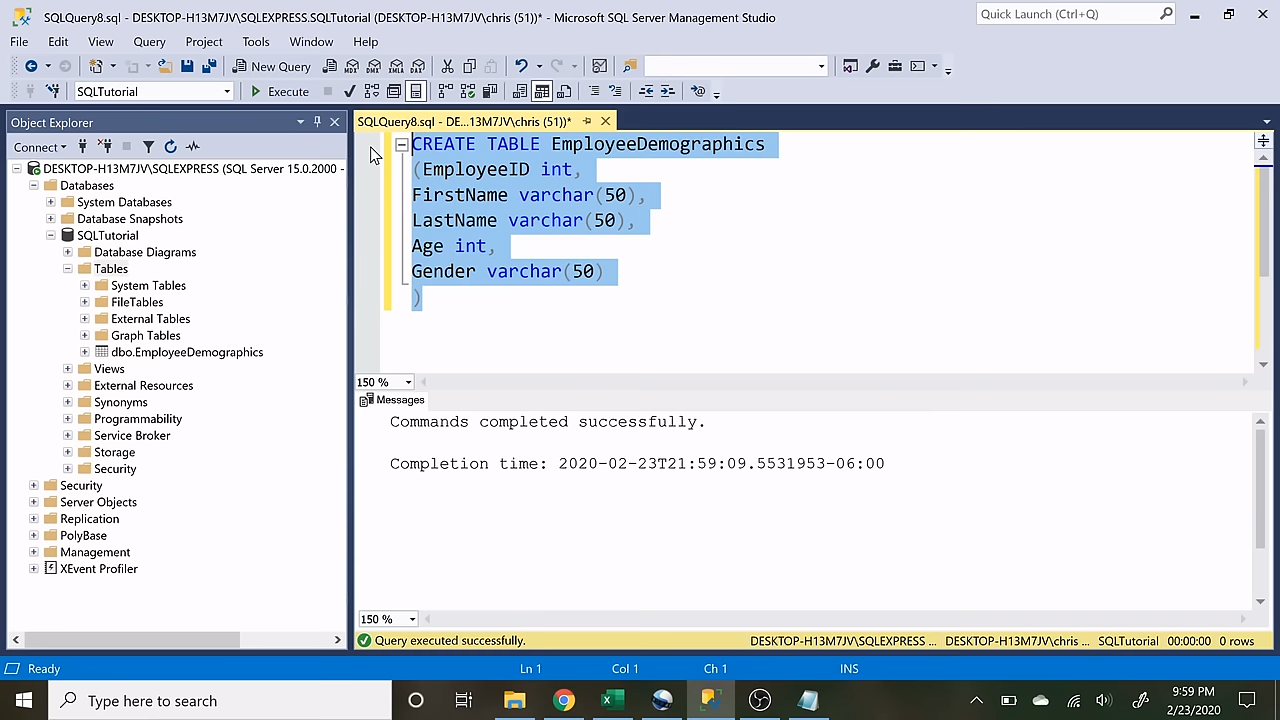 SQLQuery8.sql - DESKTOP-H13M7JV\SQLEXPRESS.SQLTutorial (DESKTOP-H13M7JV\chris (51))* - Microsoft SQL Server Management Studio
Quick Launch (Ctrl+Q)
File Edit View Query Project Tools Window Help
New Query
MDX DMX XMLA DAX
SQLTutorial Execute
Object Explorer
SQLQuery8.sql - DE...13M7JV\chris (51))*
Connect
DESKTOP-H13M7JV\SQLEXPRESS (SQL Server 15.0.2000 -
Databases
System Databases
Database Snapshots
SQLTutorial
Database Diagrams
Tables
System Tables
FileTables
External Tables
Graph Tables
dbo.EmployeeDemographics
Views
External Resources
Synonyms
Programmability
Service Broker
Storage
Security
Security
Server Objects
Replication
PolyBase
Management
XEvent Profiler
CREATE TABLE EmployeeDemographics
(EmployeeID int,
FirstName varchar(50),
LastName varchar(50),
Age int,
Gender varchar(50)
)
150 %
Messages
Commands completed successfully.
Completion time: 2020-02-23T21:59:09.5531953-06:00
150 %
Query executed successfully. DESKTOP-H13M7JV\SQLEXPRESS ... DESKTOP-H13M7JV\chris ... SQLTutorial 00:00:00 0 rows
Ready Ln 1 Col 1 Ch 1 INS
Type here to search
9:59 PM
2/23/2020